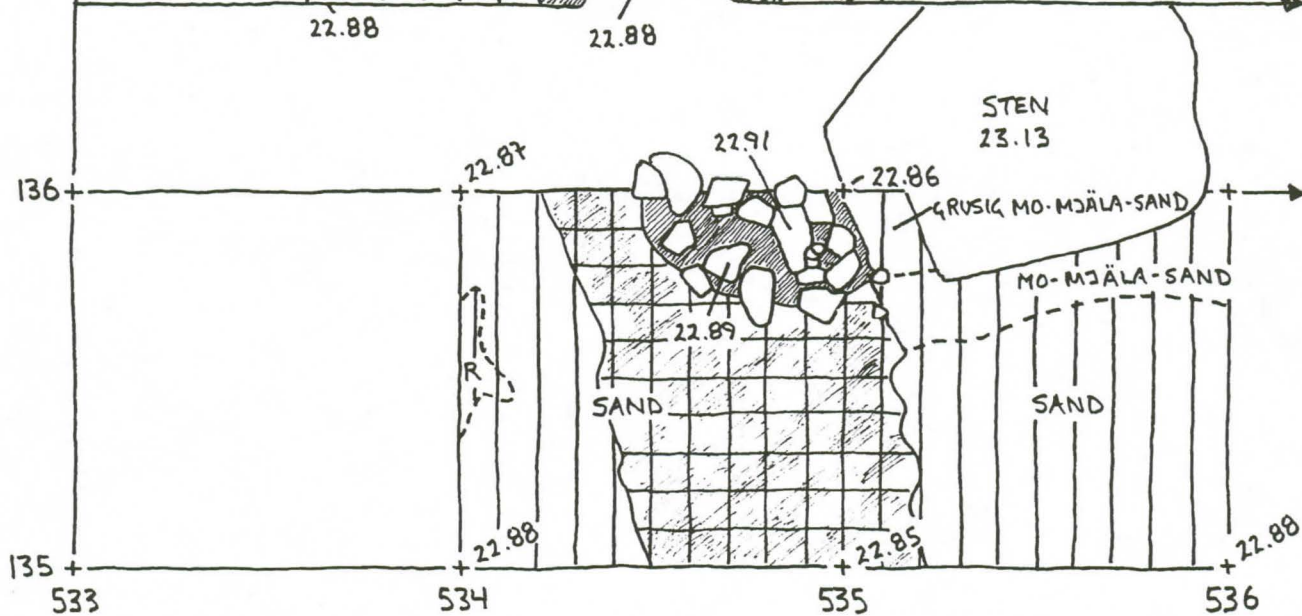 22.88
22.88
STEN
23.13
22.91
22.87
136
22.86
GRUSIG MO-MJÄLA-SAND
MO-MJÄLA-SAND
22.89
R
SAND
SAND
22.88
22.85
22.88
135
533
534
535
536